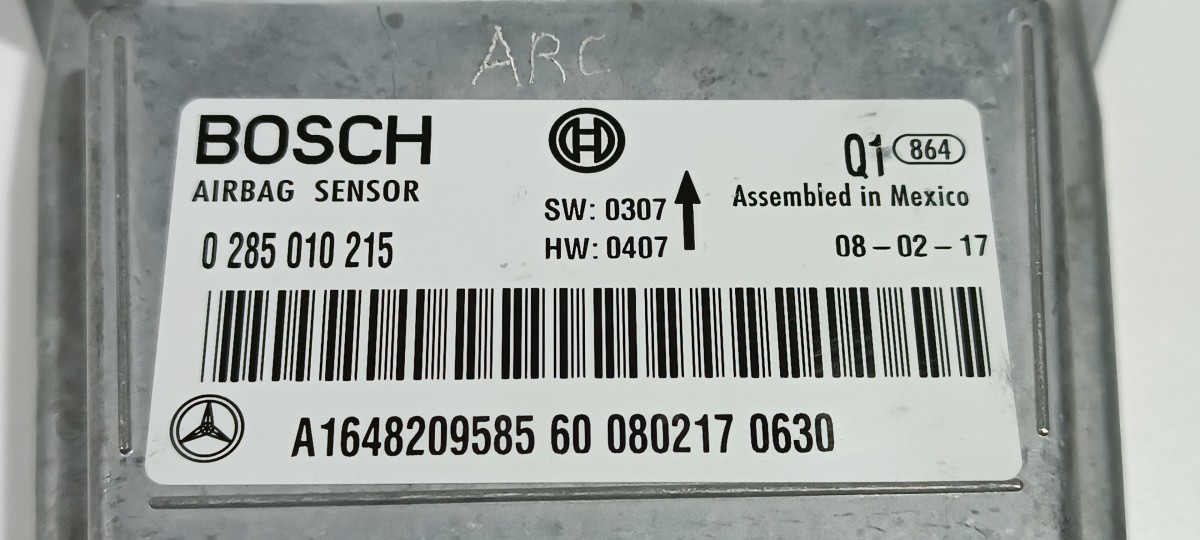 ARC
BOSCH
AIRBAG SENSOR
0 285 010 215
SW: 0307
HW: 0407
Q1 864
Assembled in Mexico
08-02-17
A1648209585 60 080217 0630